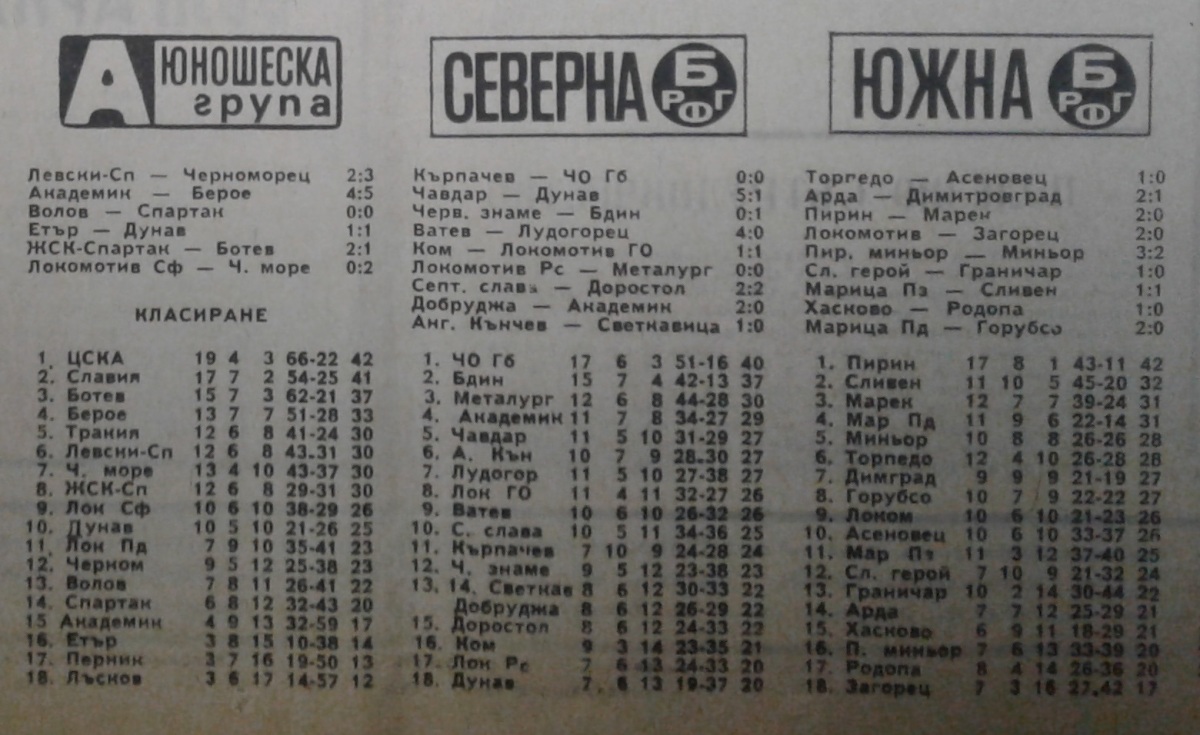 А ЮНОШЕСКА
група
Левски-Сп — Черноморец 2:3
Академик — Берое 4:5
Волов — Спартак 0:0
Етър — Дунав 1:1
ЖСК-Спартак — Ботев 2:1
Локомотив Сф — Ч. море 0:2
КЛАСИРАНЕ
1. ЦСКА 19 4 3 66-22 42
2. Славия 17 7 2 54-25 41
3. Ботев 15 7 3 62-21 37
4. Берое 13 7 7 51-28 33
5. Тракия 12 6 8 41-24 30
6. Левски-Сп 12 6 8 43.31 30
7. Ч. море 13 4 10 43-37 30
8. ЖСК-Сп 12 6 8 29-31 30
9. Лок Сф 10 6 10 38-29 26
10. Дунав 10 5 10 21-26 25
11. Лок Пд 7 9 10 35-41 23
12. Черном 9 5 12 25-38 23
13. Волов 7 8 11 26-41 22
14. Спартак 6 8 12 32-43 20
15 Академик 4 9 13 32-59 17
16. Етър 3 8 15 10-38 14
17. Перник 3 7 16 19-50 13
18. Лъсков 3 6 17 14-57 12
СЕВЕРНА Б РФГ
Кърпачев — ЧО Гб 0:0
Чавдар — Дунав 5:1
Черв. знаме — Бдин 0:1
Ватев — Лудогорец 4:0
Ком — Локомотив ГО 1:1
Локомотив Рс — Металург 0:0
Септ. слава — Доростол 2:2
Добруджа — Академик 2:0
Анг. Кънчев — Светкавица 1:0
1. ЧО Гб 17 6 3 51-16 40
2. Бдин 15 7 4 42-13 37
3. Металург 12 6 8 44-28 30
4. Академик 11 7 8 34-27 29
5. Чавдар 11 5 10 31-29 27
6. А. Кън 10 7 9 28-30 27
7. Лудогор 11 5 10 27-38 27
8. Лок ГО 11 4 11 32-27 26
9. Ватев 10 6 10 26-32 26
10. С. слава 10 5 11 34-36 25
11. Кърпачев 7 10 9 24-28 24
12. Ч. знаме 9 5 12 23-38 23
13. 14. Светкав 8 6 12 30-33 22
Добруджа 8 6 12 26-29 22
15. Доростол 8 6 12 24-33 22
16. Ком 9 3 14 23-35 21
17. Лок Рс 7 6 13 24-33 20
18. Дунав 7 6 13 19-37 20
ЮЖНА Б РФГ
Торпедо — Асеновец 1:0
Арда — Димитровград 2:1
Пирин — Марек 2:0
Локомотив — Загорец 2:0
Пир. миньор — Миньор 3:2
Сл. герой — Граничар 1:0
Марица Пз — Сливен 1:1
Хасково — Родопа 1:0
Марица Пд — Горубсо 2:0
1. Пирин 17 8 1 43-11 42
2. Сливен 11 10 5 45-20 32
3. Марек 12 7 7 39-24 31
4. Мар Пд 11 9 6 22-14 31
5. Миньор 10 8 8 26-26 28
6. Торпедо 12 4 10 26-28 28
7. Димград 9 9 9 21-19 27
8. Горубсо 10 7 9 22-22 27
9. Локом 10 6 10 21-23 26
10. Асеновец 10 6 10 33-37 26
11. Мар Пз 11 3 12 37-40 25
12. Сл. герой 7 10 9 21-32 24
13. Граничар 10 2 14 30-44 22
14. Арда 7 7 12 25-29 21
15. Хасково 6 9 11 18-29 21
16. П. миньор 7 6 13 33-39 20
17. Родопа 8 4 14 26-36 20
18. Загорец 7 3 16 27.42 17